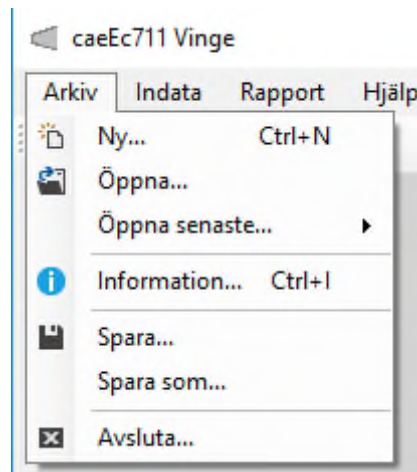 caeEc711 Vinge
Arkiv Indata Rapport Hjälp
Ny... Ctrl+N
Öppna...
Öppna senaste...
Information... Ctrl+I
Spara...
Spara som...
Avsluta...